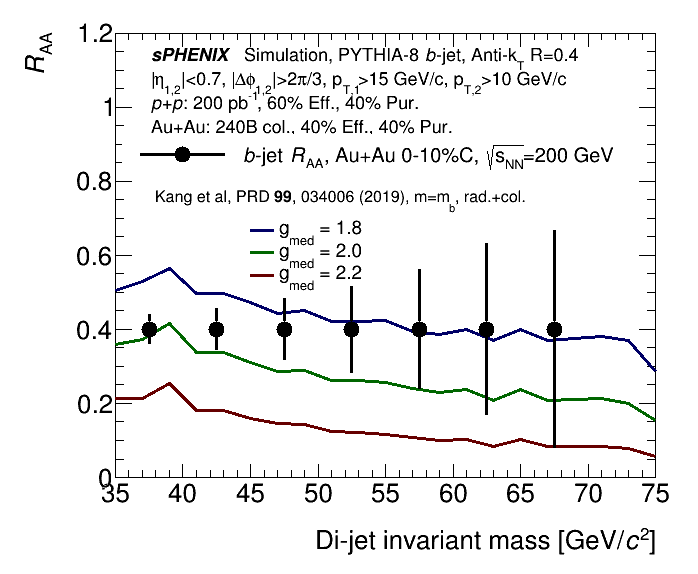 R_AA
1.2
1
0.8
0.6
0.4
0.2
0
sPHENIX Simulation, PYTHIA-8 b-jet, Anti-k_T R=0.4
|η_1,2|<0.7, |Δϕ_1,2|>2π/3, p_T,1>15 GeV/c, p_T,2>10 GeV/c
p+p: 200 pb^-1, 60% Eff., 40% Pur.
Au+Au: 240B col., 40% Eff., 40% Pur.
b-jet R_AA, Au+Au 0-10%C, √s_NN=200 GeV
Kang et al, PRD 99, 034006 (2019), m=m_b, rad.+col.
g_med = 1.8
g_med = 2.0
g_med = 2.2
35 40 45 50 55 60 65 70 75
Di-jet invariant mass [GeV/c²]